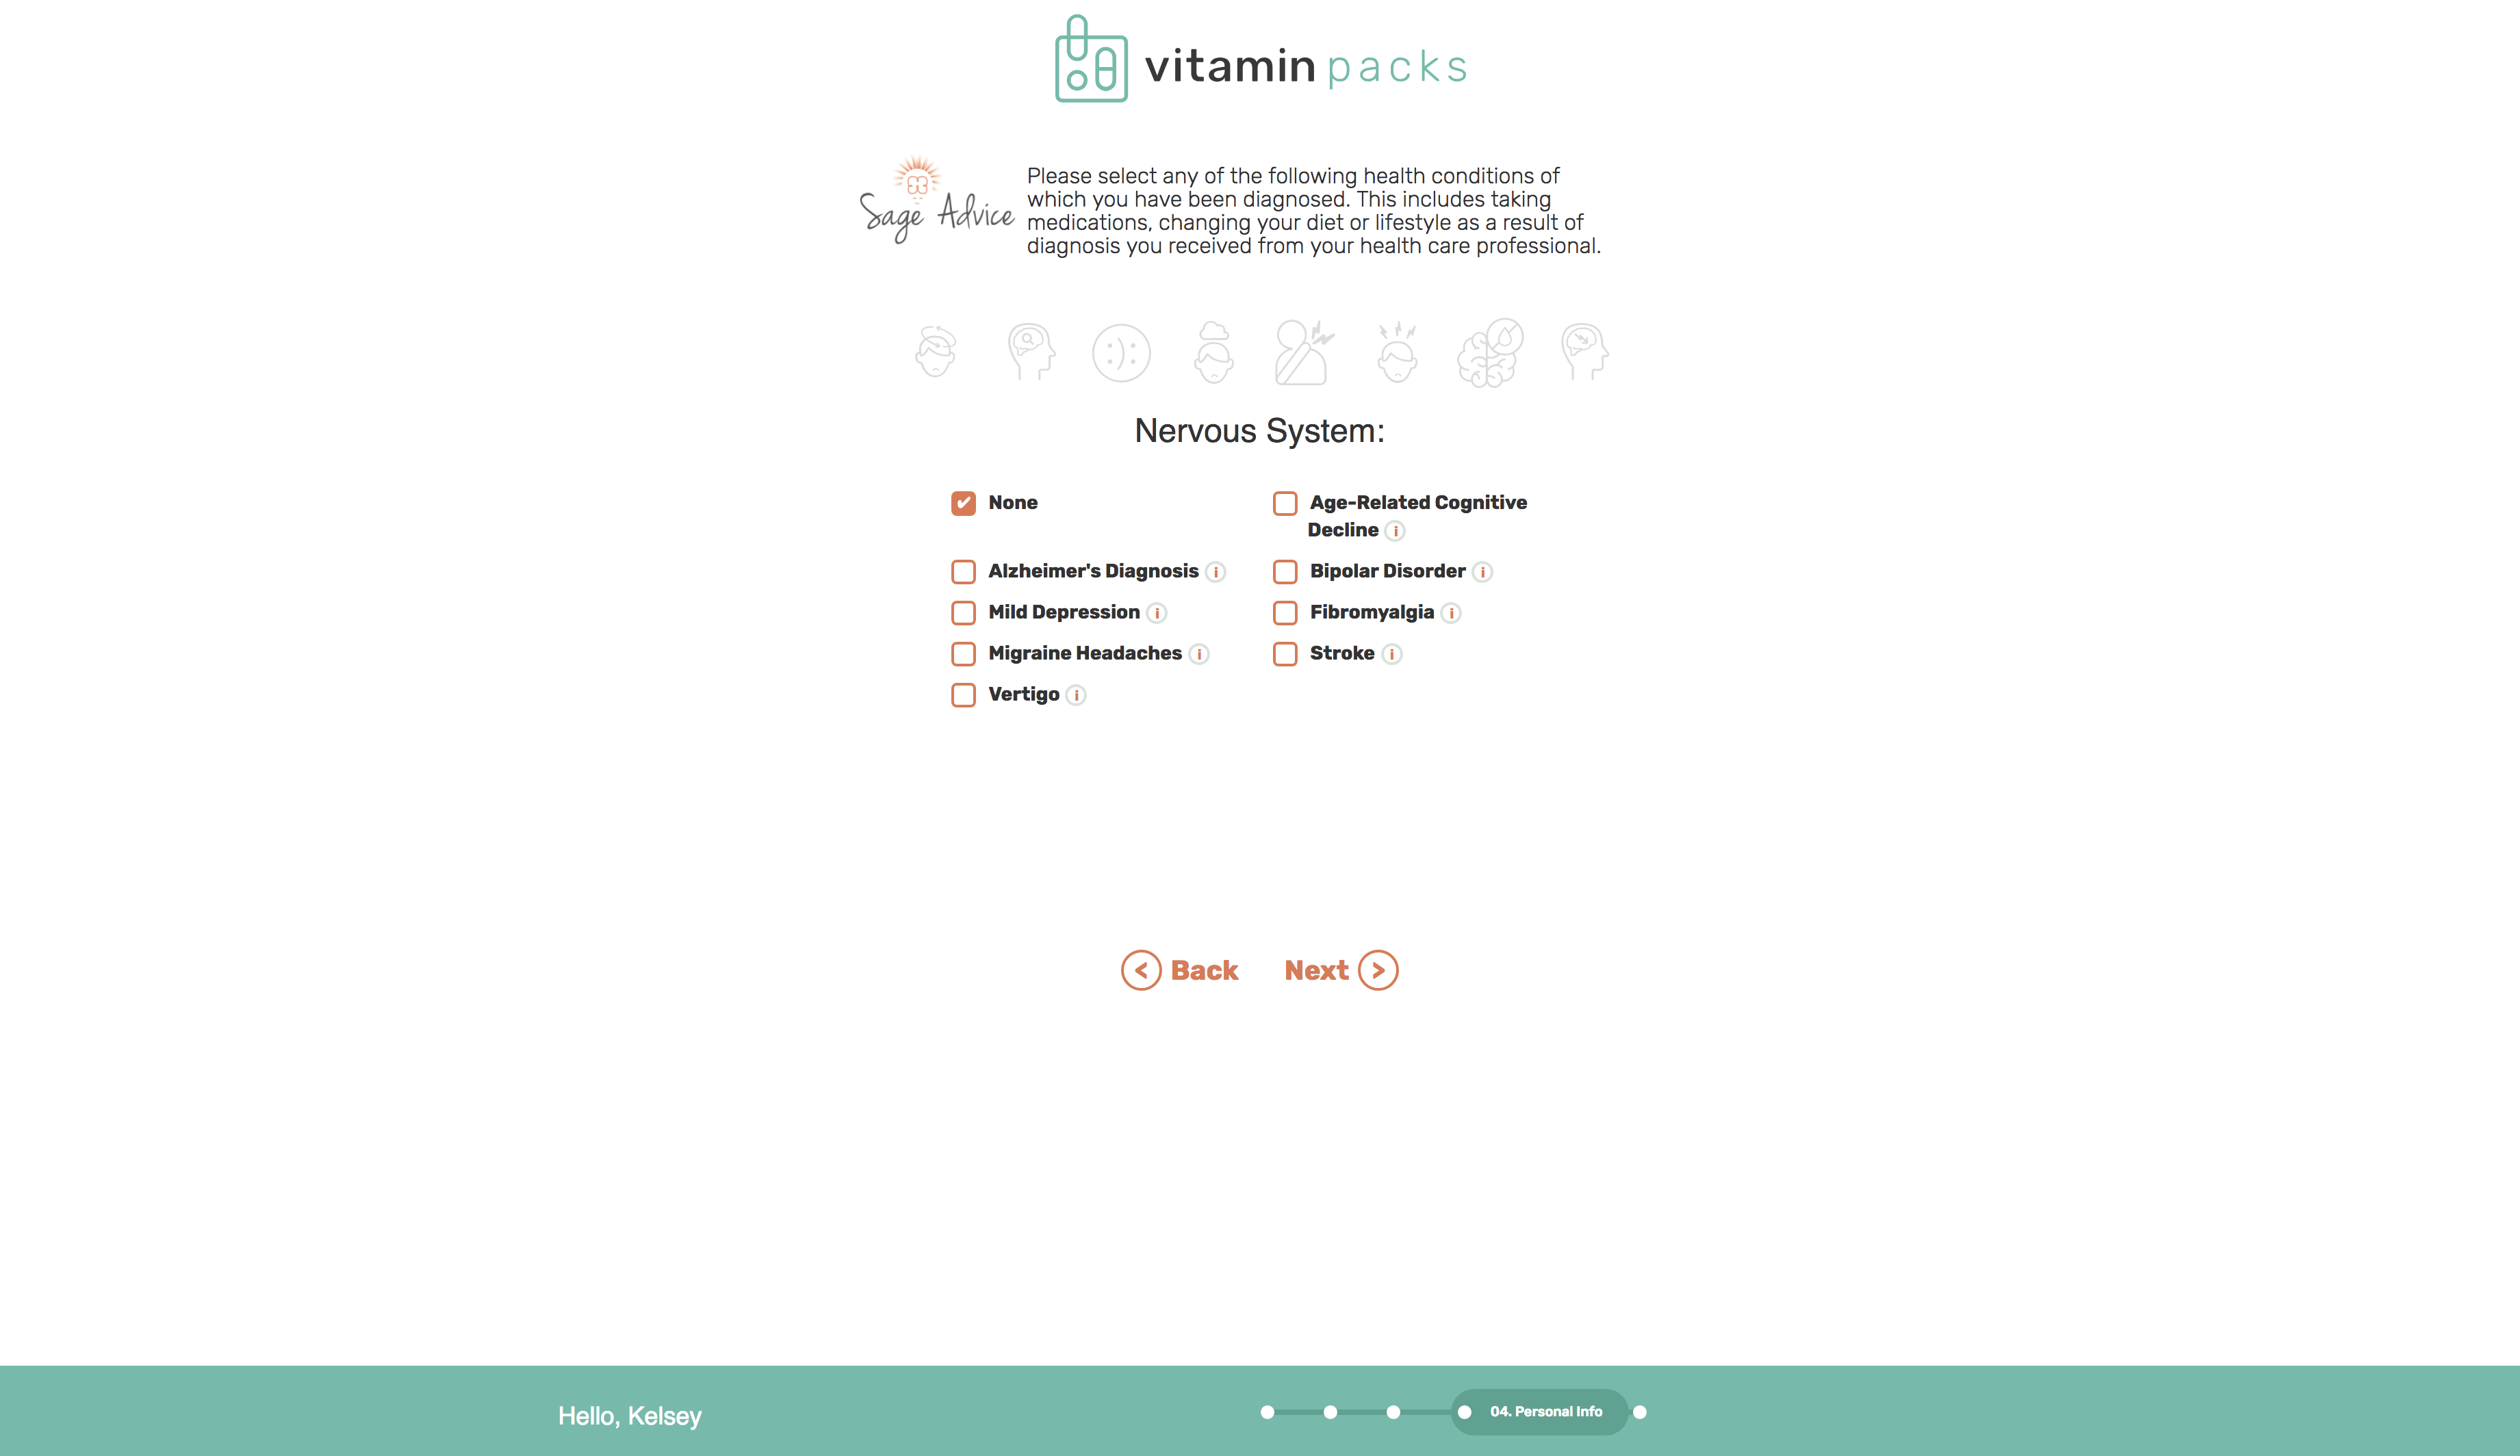 vitamin packs
Sage Advice
Please select any of the following health conditions of
which you have been diagnosed. This includes taking
medications, changing your diet or lifestyle as a result of
diagnosis you received from your health care professional.
Nervous System:
None
Age-Related Cognitive
Decline i
Alzheimer's Diagnosis i
Bipolar Disorder i
Mild Depression i
Fibromyalgia i
Migraine Headaches i
Stroke i
Vertigo i
< Back
Next >
Hello, Kelsey
04. Personal Info